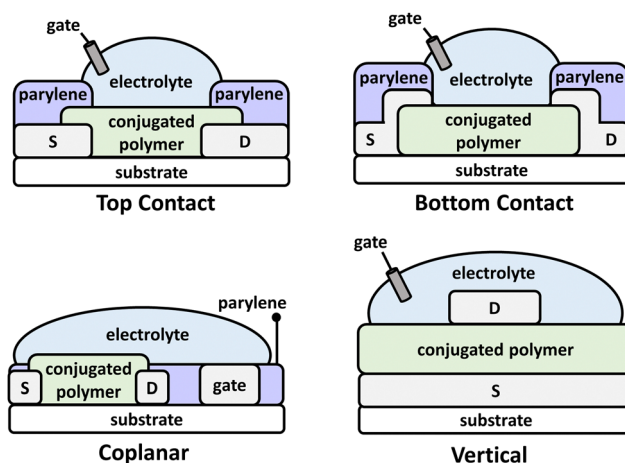 gate
electrolyte
parylene
parylene
conjugated
polymer
S
D
substrate
Top Contact
gate
electrolyte
parylene
parylene
conjugated
polymer
S
D
substrate
Bottom Contact
parylene
electrolyte
conjugated
polymer
S
D
gate
substrate
Coplanar
gate
electrolyte
D
conjugated polymer
S
substrate
Vertical